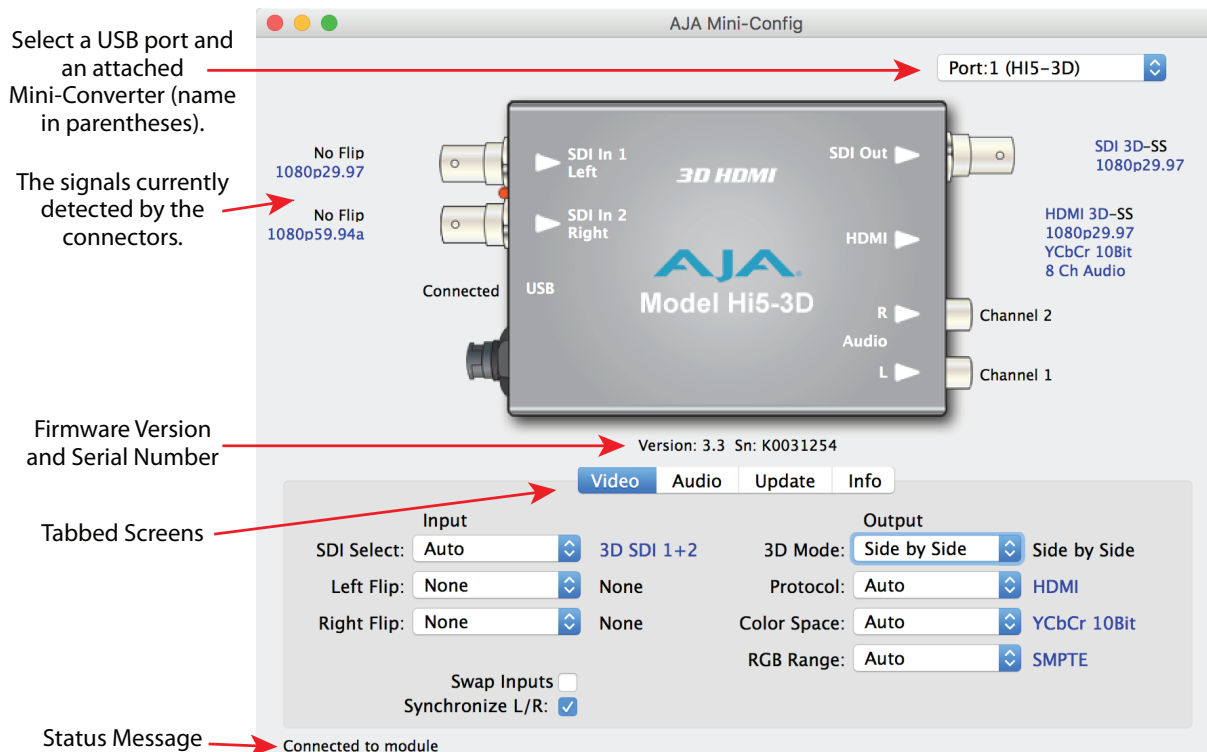 AJA Mini-Config
Select a USB port and
an attached
Mini-Converter (name
in parentheses).
Port:1 (HI5-3D)
No Flip
1080p29.97
The signals currently
detected by the
connectors.
No Flip
1080p59.94a
Connected
SDI In 1
Left
SDI In 2
Right
USB
3D HDMI
AJA
Model Hi5-3D
SDI Out
HDMI
R
Audio
L
SDI 3D-SS
1080p29.97
HDMI 3D-SS
1080p29.97
YCbCr 10Bit
8 Ch Audio
Channel 2
Channel 1
Firmware Version
and Serial Number
Version: 3.3 Sn: K0031254
Tabbed Screens
Video Audio Update Info
Input
SDI Select: Auto 3D SDI 1+2
Left Flip: None None
Right Flip: None None
Swap Inputs
Synchronize L/R:
Output
3D Mode: Side by Side Side by Side
Protocol: Auto HDMI
Color Space: Auto YCbCr 10Bit
RGB Range: Auto SMPTE
Status Message
Connected to module